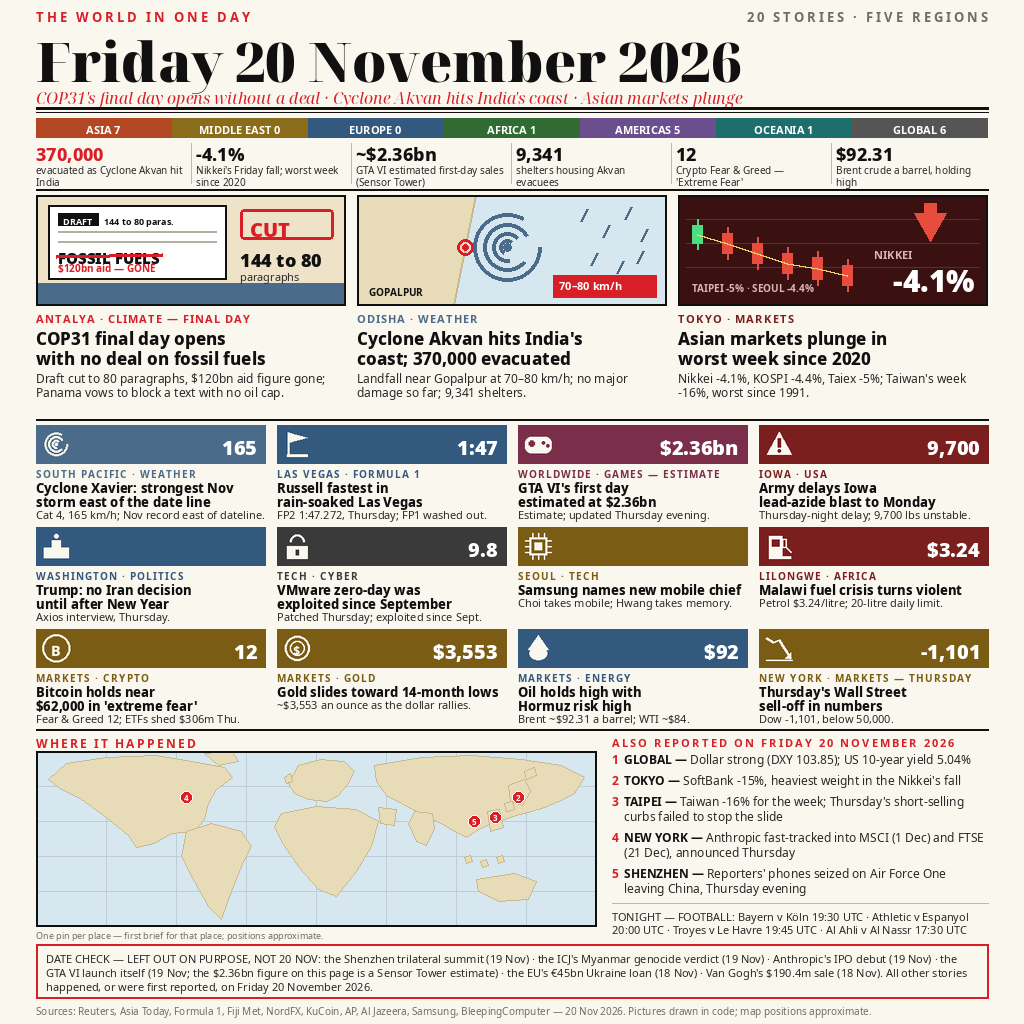 THE WORLD IN ONE DAY
20 STORIES · FIVE REGIONS
Friday 20 November 2026
COP31's final day opens without a deal · Cyclone Akvan hits India's coast · Asian markets plunge
ASIA 7
MIDDLE EAST 0
EUROPE 0
AFRICA 1
AMERICAS 5
OCEANIA 1
GLOBAL 6
370,000
evacuated as Cyclone Akvan hit
India
-4.1%
Nikkei's Friday fall; worst week
since 2020
~$2.36bn
GTA VI estimated first-day sales
(Sensor Tower)
9,341
shelters housing Akvan
evacuees
12
Crypto Fear & Greed —
'Extreme Fear'
$92.31
Brent crude a barrel, holding
high
DRAFT
144 to 80 paras.
FOSSIL FUELS
$120bn aid — GONE
CUT
144 to 80
paragraphs
GOPALPUR
70–80 km/h
NIKKEI
-4.1%
TAIPEI -5% · SEOUL -4.4%
ANTALYA · CLIMATE — FINAL DAY
COP31 final day opens
with no deal on fossil fuels
Draft cut to 80 paragraphs, $120bn aid figure gone;
Panama vows to block a text with no oil cap.
ODISHA · WEATHER
Cyclone Akvan hits India's
coast; 370,000 evacuated
Landfall near Gopalpur at 70–80 km/h; no major
damage so far; 9,341 shelters.
TOKYO · MARKETS
Asian markets plunge in
worst week since 2020
Nikkei -4.1%, KOSPI -4.4%, Taiex -5%; Taiwan's week
-16%, worst since 1991.
165
SOUTH PACIFIC · WEATHER
Cyclone Xavier: strongest Nov
storm east of the date line
Cat 4, 165 km/h; Nov record east of dateline.
1:47
LAS VEGAS · FORMULA 1
Russell fastest in
rain-soaked Las Vegas
FP2 1:47.272, Thursday; FP1 washed out.
$2.36bn
WORLDWIDE · GAMES — ESTIMATE
GTA VI's first day
estimated at $2.36bn
Estimate; updated Thursday evening.
9,700
IOWA · USA
Army delays Iowa
lead-azide blast to Monday
Thursday-night delay; 9,700 lbs unstable.
WASHINGTON · POLITICS
Trump: no Iran decision
until after New Year
Axios interview, Thursday.
9.8
TECH · CYBER
VMware zero-day was
exploited since September
Patched Thursday; exploited since Sept.
SEOUL · TECH
Samsung names new mobile chief
Choi takes mobile; Hwang takes memory.
$3.24
LILONGWE · AFRICA
Malawi fuel crisis turns violent
Petrol $3.24/litre; 20-litre daily limit.
B
12
MARKETS · CRYPTO
Bitcoin holds near
$62,000 in 'extreme fear'
Fear & Greed 12; ETFs shed $306m Thu.
$
$3,553
MARKETS · GOLD
Gold slides toward 14-month lows
~$3,553 an ounce as the dollar rallies.
$92
MARKETS · ENERGY
Oil holds high with
Hormuz risk high
Brent ~$92.31 a barrel; WTI ~$84.
-1,101
NEW YORK · MARKETS — THURSDAY
Thursday's Wall Street
sell-off in numbers
Dow -1,101, below 50,000.
WHERE IT HAPPENED
4
2
3
5
One pin per place — first brief for that place; positions approximate.
ALSO REPORTED ON FRIDAY 20 NOVEMBER 2026
1 GLOBAL — Dollar strong (DXY 103.85); US 10-year yield 5.04%
2 TOKYO — SoftBank -15%, heaviest weight in the Nikkei's fall
3 TAIPEI — Taiwan -16% for the week; Thursday's short-selling
curbs failed to stop the slide
4 NEW YORK — Anthropic fast-tracked into MSCI (1 Dec) and FTSE
(21 Dec), announced Thursday
5 SHENZHEN — Reporters' phones seized on Air Force One
leaving China, Thursday evening
TONIGHT — FOOTBALL: Bayern v Köln 19:30 UTC · Athletic v Espanyol
20:00 UTC · Troyes v Le Havre 19:45 UTC · Al Ahli v Al Nassr 17:30 UTC
DATE CHECK — LEFT OUT ON PURPOSE, NOT 20 NOV: the Shenzhen trilateral summit (19 Nov) · the ICJ's Myanmar genocide verdict (19 Nov) · Anthropic's IPO debut (19 Nov) · the
GTA VI launch itself (19 Nov; the $2.36bn figure on this page is a Sensor Tower estimate) · the EU's €45bn Ukraine loan (18 Nov) · Van Gogh's $190.4m sale (18 Nov). All other stories
happened, or were first reported, on Friday 20 November 2026.
Sources: Reuters, Asia Today, Formula 1, Fiji Met, NordFX, KuCoin, AP, Al Jazeera, Samsung, BleepingComputer — 20 Nov 2026. Pictures drawn in code; map positions approximate.